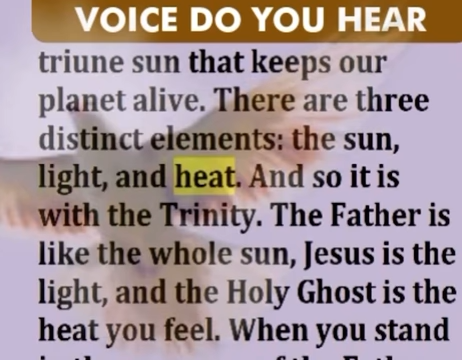 VOICE DO YOU HEAR
triune sun that keeps our
planet alive. There are three
distinct elements: the sun,
light, and heat. And so it is
with the Trinity. The Father is
like the whole sun, Jesus is the
light, and the Holy Ghost is the
heat you feel. When you stand